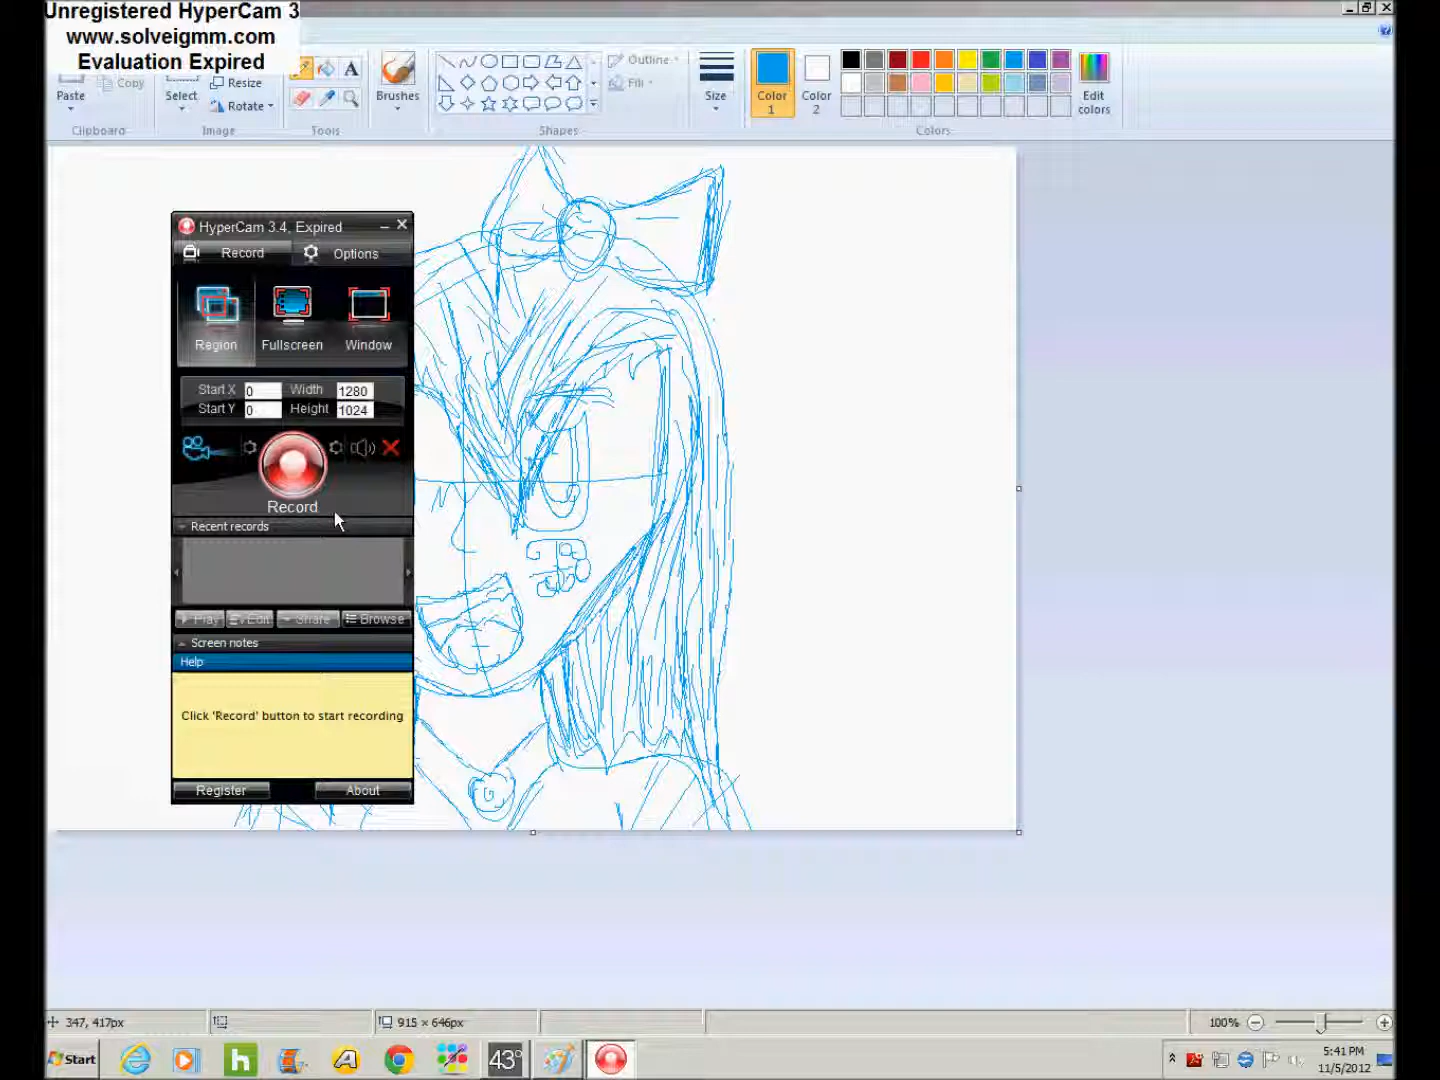 Unregistered HyperCam 3
www.solveigmm.com
Evaluation Expired
Paste
Copy
Select
Resize
Rotate
A
Brushes
Outline
Fill
Size
Color 1
Color 2
Edit colors
Clipboard
Image
Tools
Shapes
Colors
HyperCam 3.4, Expired
Record
Options
Region
Fullscreen
Window
Start X 0 Width 1280
Start Y 0 Height 1024
Record
Recent records
Play
Edit
Share
Browse
Screen notes
Help
Click 'Record' button to start recording
Register
About
G
347, 417px
915 × 646px
100%
Start
h
A
43°
5:41 PM
11/5/2012